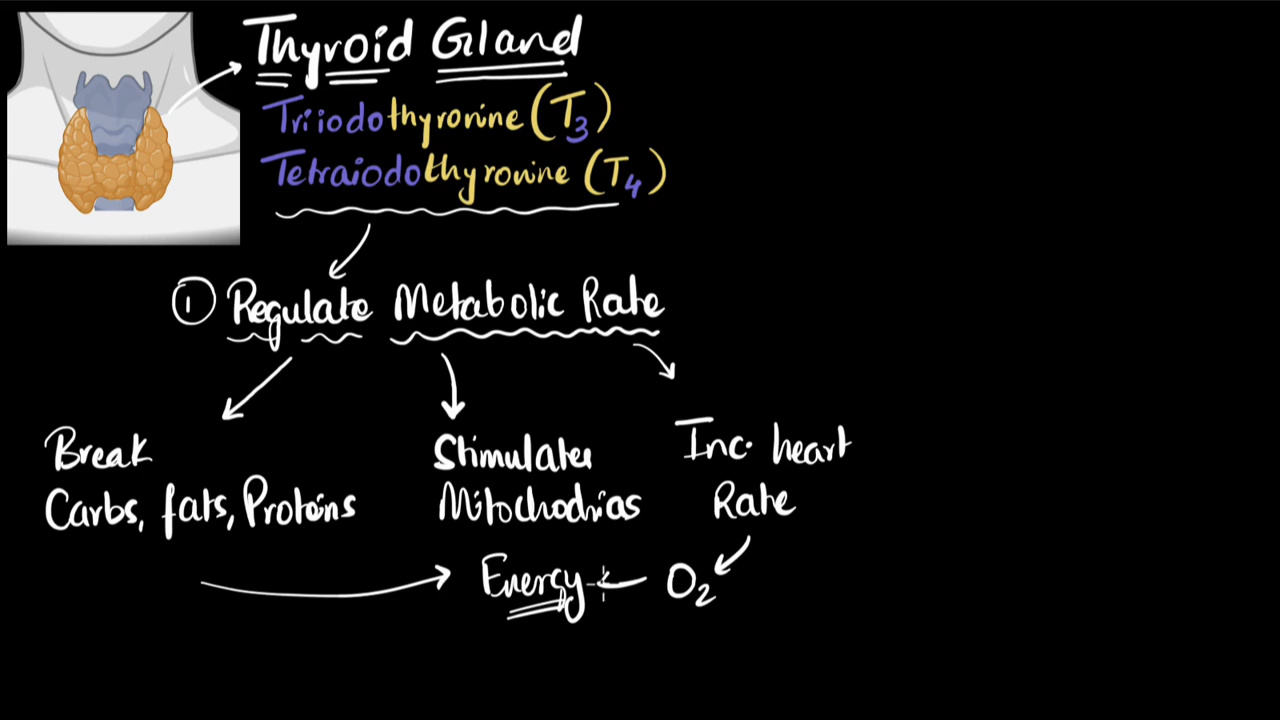 Thyroid Gland
Triiodothyronine (T3)
Tetraiodothyronine (T4)
① Regulate Metabolic Rate
Break
Carbs, fats, Proteins
Stimulates
Mitochodrias
Inc. heart
Rate
Energy
O2